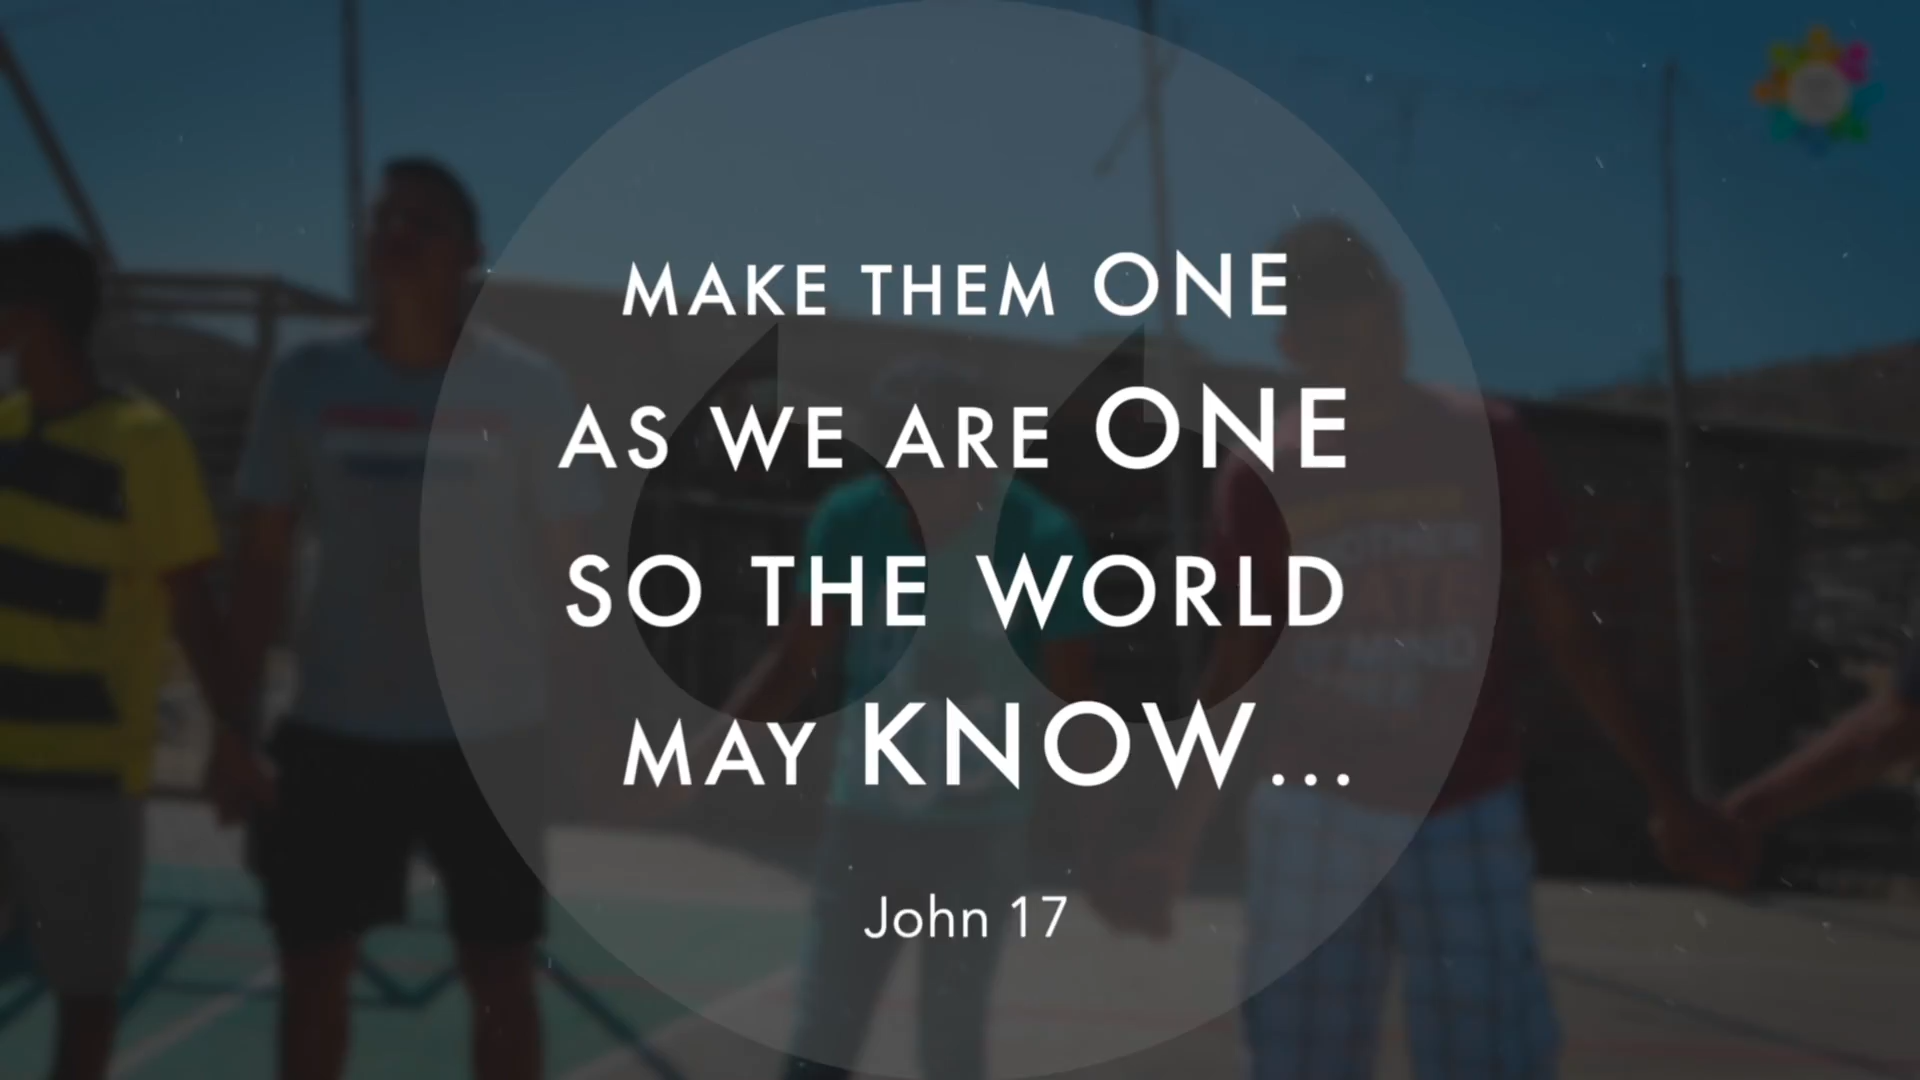 MAKE THEM ONE
AS WE ARE ONE
SO THE WORLD
MAY KNOW...
John 17